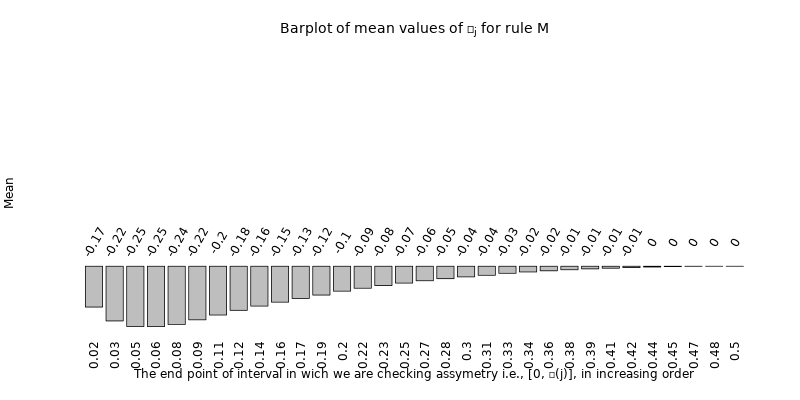 Barplot of mean values of □j for rule M
Mean
-0.17 -0.22 -0.25 -0.25 -0.24 -0.22 -0.2 -0.18 -0.16 -0.15 -0.13 -0.12 -0.1 -0.09 -0.08 -0.07 -0.06 -0.05 -0.04 -0.04 -0.03 -0.02 -0.02 -0.01 -0.01 -0.01 -0.01 0 0 0 0 0
0.02 0.03 0.05 0.06 0.08 0.09 0.11 0.12 0.14 0.16 0.17 0.19 0.2 0.22 0.23 0.25 0.27 0.28 0.3 0.31 0.33 0.34 0.36 0.38 0.39 0.41 0.42 0.44 0.45 0.47 0.48 0.5
The end point of interval in wich we are checking assymetry i.e., [0, □(j)], in increasing order